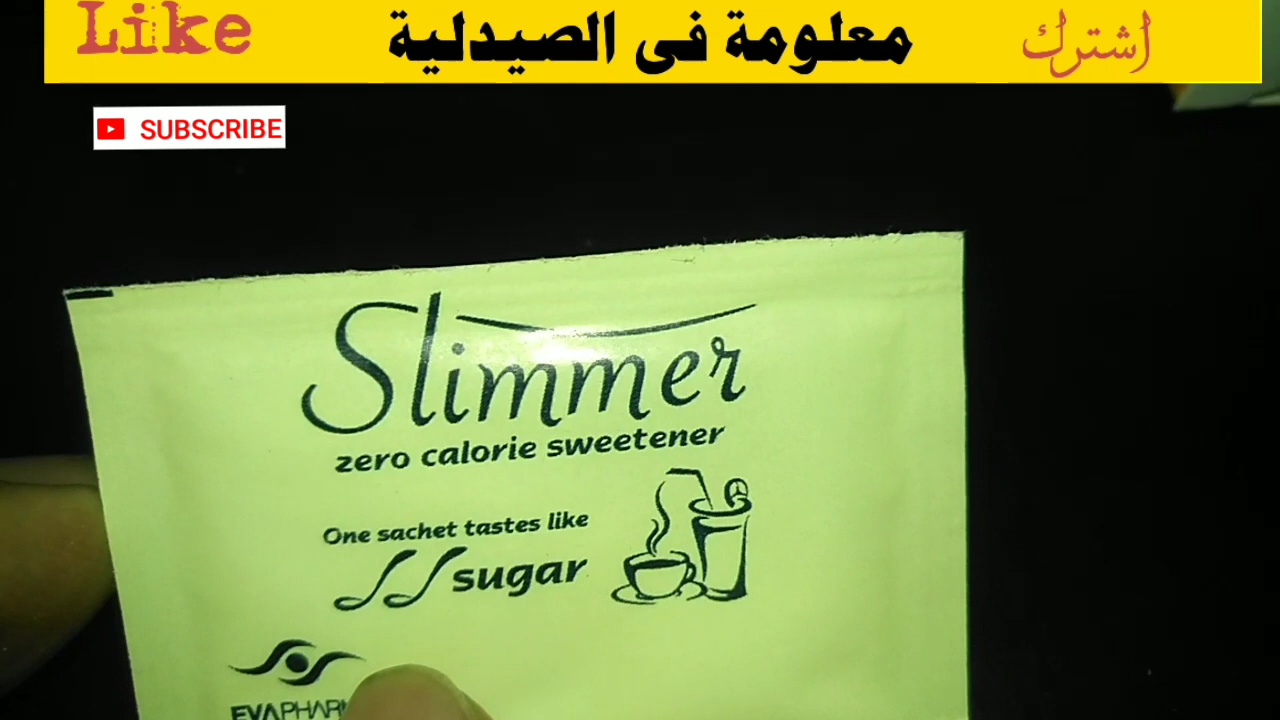 Like معلومة فى الصيدلية اشترك
SUBSCRIBE
Slimmer
zero calorie sweetener
One sachet tastes like
sugar